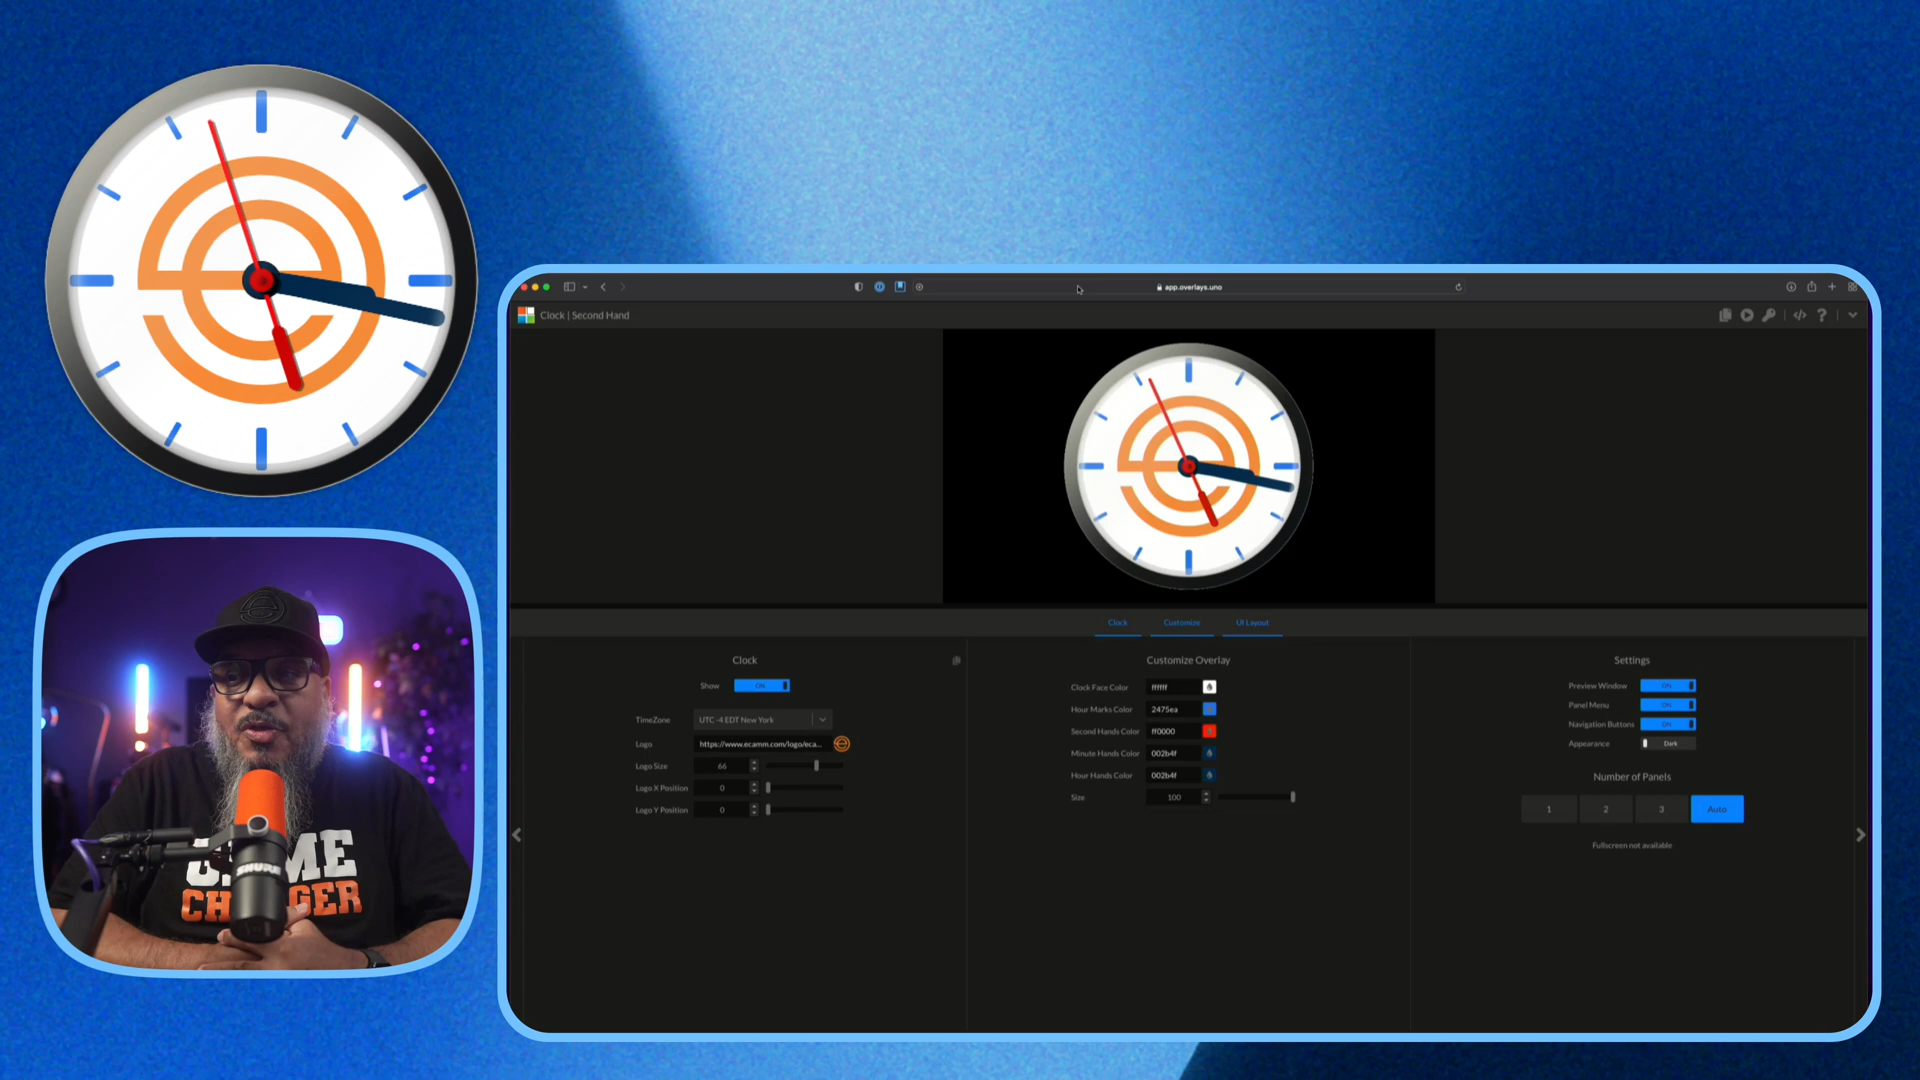 app.overlays.uno
Clock | Second Hand
Clock
Customize
UI Layout
Clock
Show ON
TimeZone UTC -4 EDT New York
Logo https://www.ecamm.com/logo/eca...
Logo Size 66
Logo X Position 0
Logo Y Position 0
Customize Overlay
Clock Face Color ffffff
Hour Marks Color 2475ea
Second Hands Color ff0000
Minute Hands Color 002b4f
Hour Hands Color 002b4f
Size 100
Settings
Preview Window ON
Panel Menu ON
Navigation Buttons ON
Appearance Dark
Number of Panels
1 2 3 Auto
Fullscreen not available
SHURE